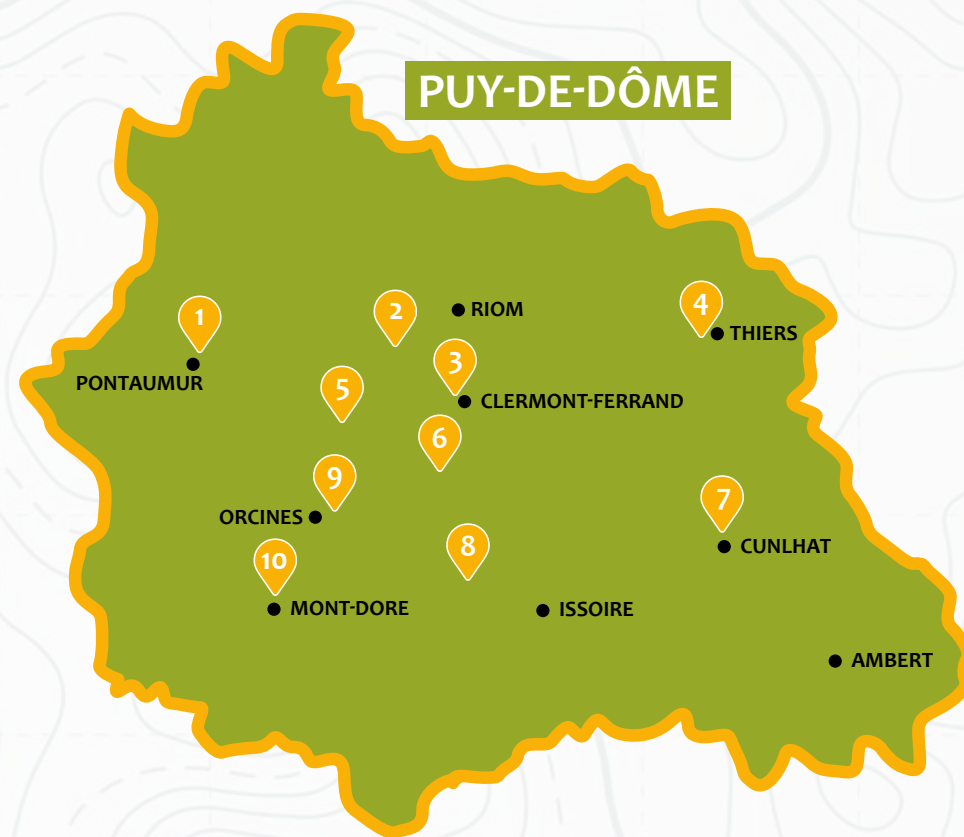 PUY-DE-DÔME
1
2
RIOM
4
THIERS
PONTAUMUR
3
5
CLERMONT-FERRAND
6
9
7
ORCINES
8
CUNLHAT
10
MONT-DORE
ISSOIRE
AMBERT